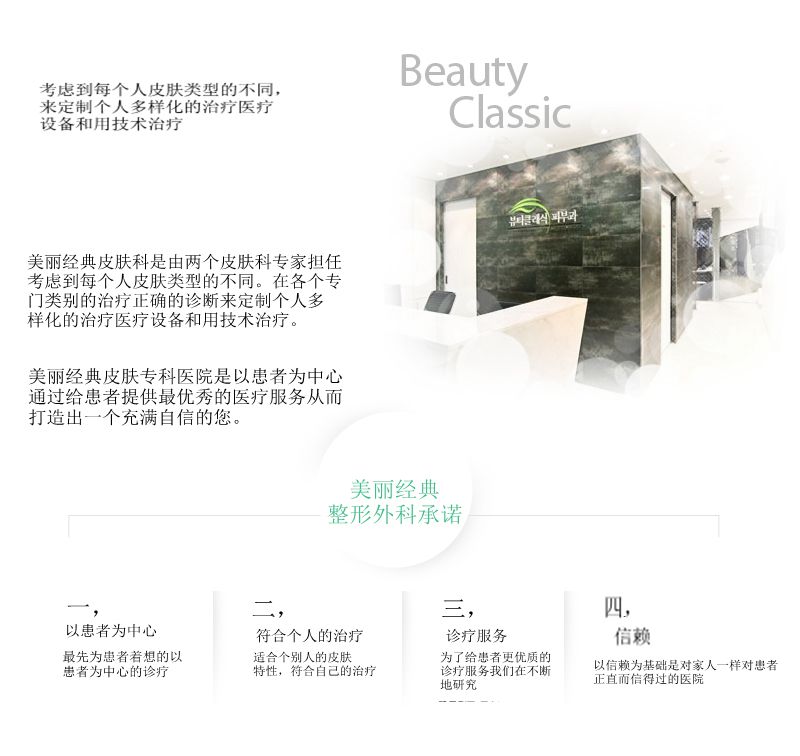 考虑到每个人皮肤类型的不同，
来定制个人多样化的治疗医疗
设备和用技术治疗
Beauty
Classic
뷰티클래식 피부과
美丽经典皮肤科是由两个皮肤科专家担任
考虑到每个人皮肤类型的不同。在各个专
门类别的治疗正确的诊断来定制个人多
样化的治疗医疗设备和用技术治疗。
美丽经典皮肤专科医院是以患者为中心
通过给患者提供最优秀的医疗服务从而
打造出一个充满自信的您。
美丽经典
整形外科承诺
一，
以患者为中心
最先为患者着想的以
患者为中心的诊疗
二，
符合个人的治疗
适合个别人的皮肤
特性，符合自己的治疗
三，
诊疗服务
为了给患者更优质的
诊疗服务我们在不断
地研究
四，
信赖
以信赖为基础是对家人一样对患者
正直而信得过的医院